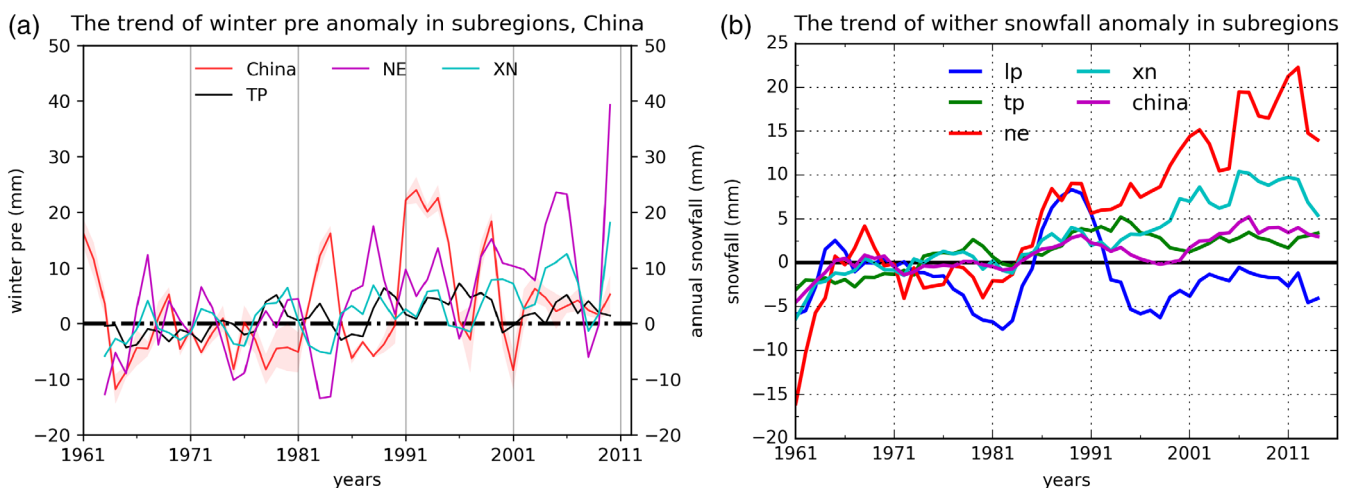 (a) The trend of winter pre anomaly in subregions, China
50
40
30
20
10
0
−10
−20
winter pre (mm)
China NE XN
TP
50
40
30
20
10
0
−10
−20
annual snowfall (mm)
1961 1971 1981 1991 2001 2011
years
(b) The trend of wither snowfall anomaly in subregions
25
20
15
10
5
0
−5
−10
−15
−20
snowfall (mm)
lp xn
tp china
ne
1961 1971 1981 1991 2001 2011
years